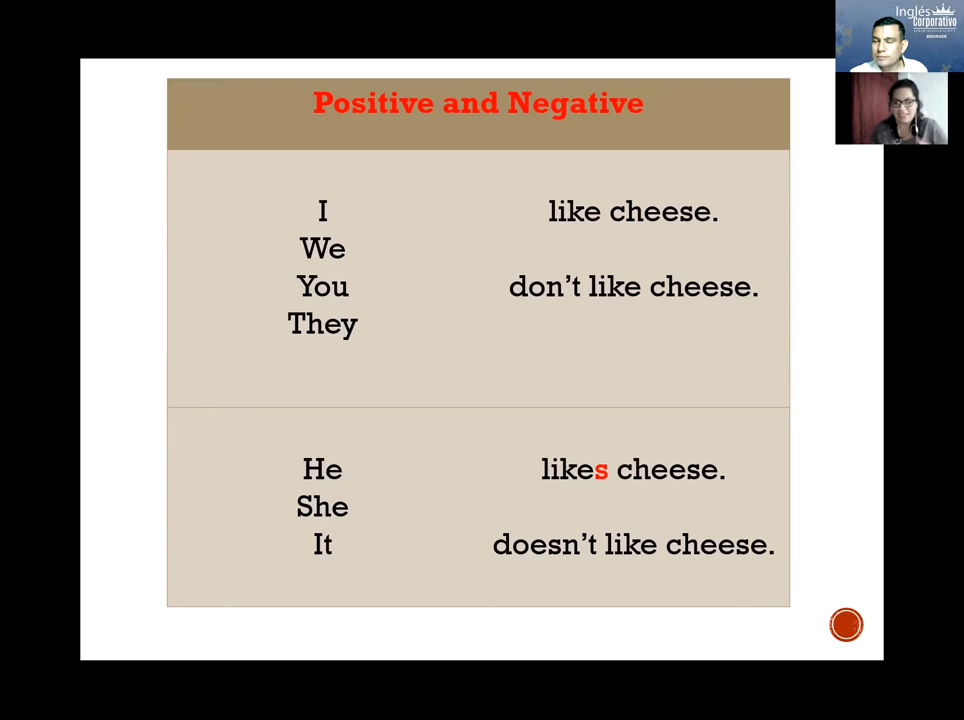 Inglés
Corporativo
BEGINNER
Positive and Negative
I like cheese.
We
You don't like cheese.
They
He likes cheese.
She
It doesn't like cheese.